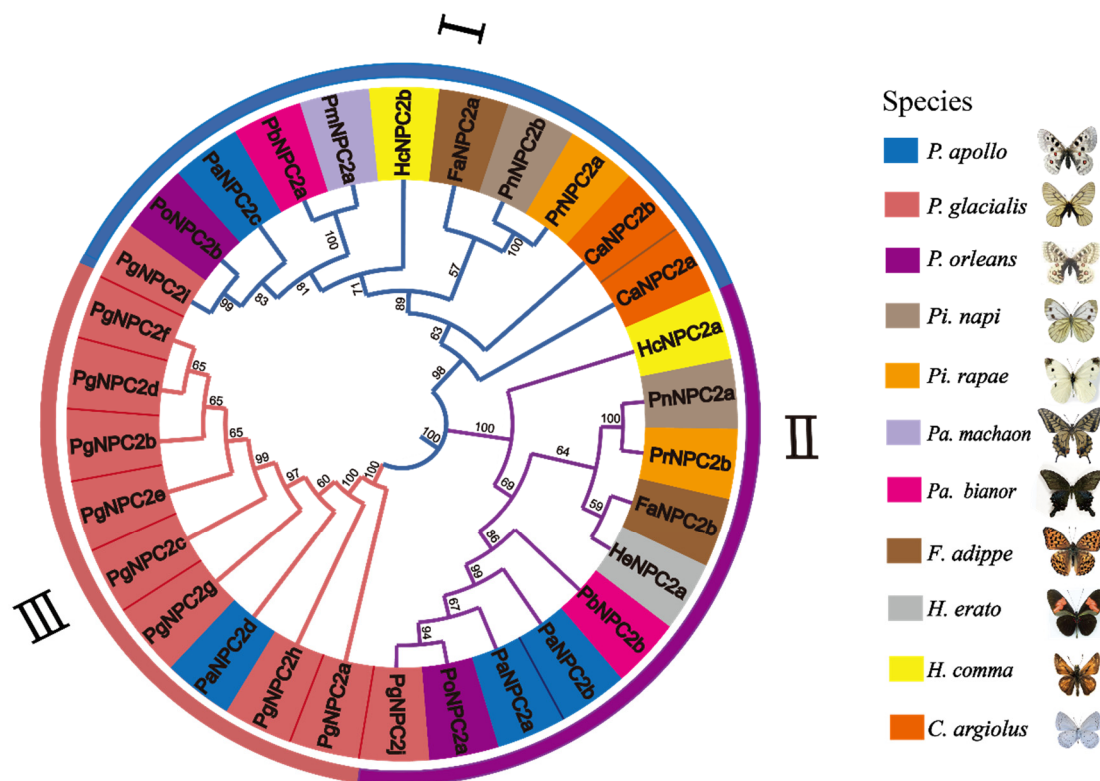 I
II
III
PoNPC2b
PaNPC2c
PbNPC2a
PmNPC2a
HcNPC2b
FaNPC2a
PnNPC2b
PrNPC2a
CaNPC2b
CaNPC2a
HcNPC2a
PnNPC2a
PrNPC2b
FaNPC2b
HeNPC2a
PbNPC2b
PaNPC2b
PaNPC2a
PoNPC2a
PgNPC2j
PgNPC2a
PgNPC2h
PaNPC2d
PgNPC2g
PgNPC2c
PgNPC2e
PgNPC2b
PgNPC2d
PgNPC2f
PgNPC2l
99
83
81
100
71
89
57
100
63
98
100
100
69
64
100
59
86
99
67
94
65
65
65
99
97
60
100
100
Species
P. apollo
P. glacialis
P. orleans
Pi. napi
Pi. rapae
Pa. machaon
Pa. bianor
F. adippe
H. erato
H. comma
C. argiolus